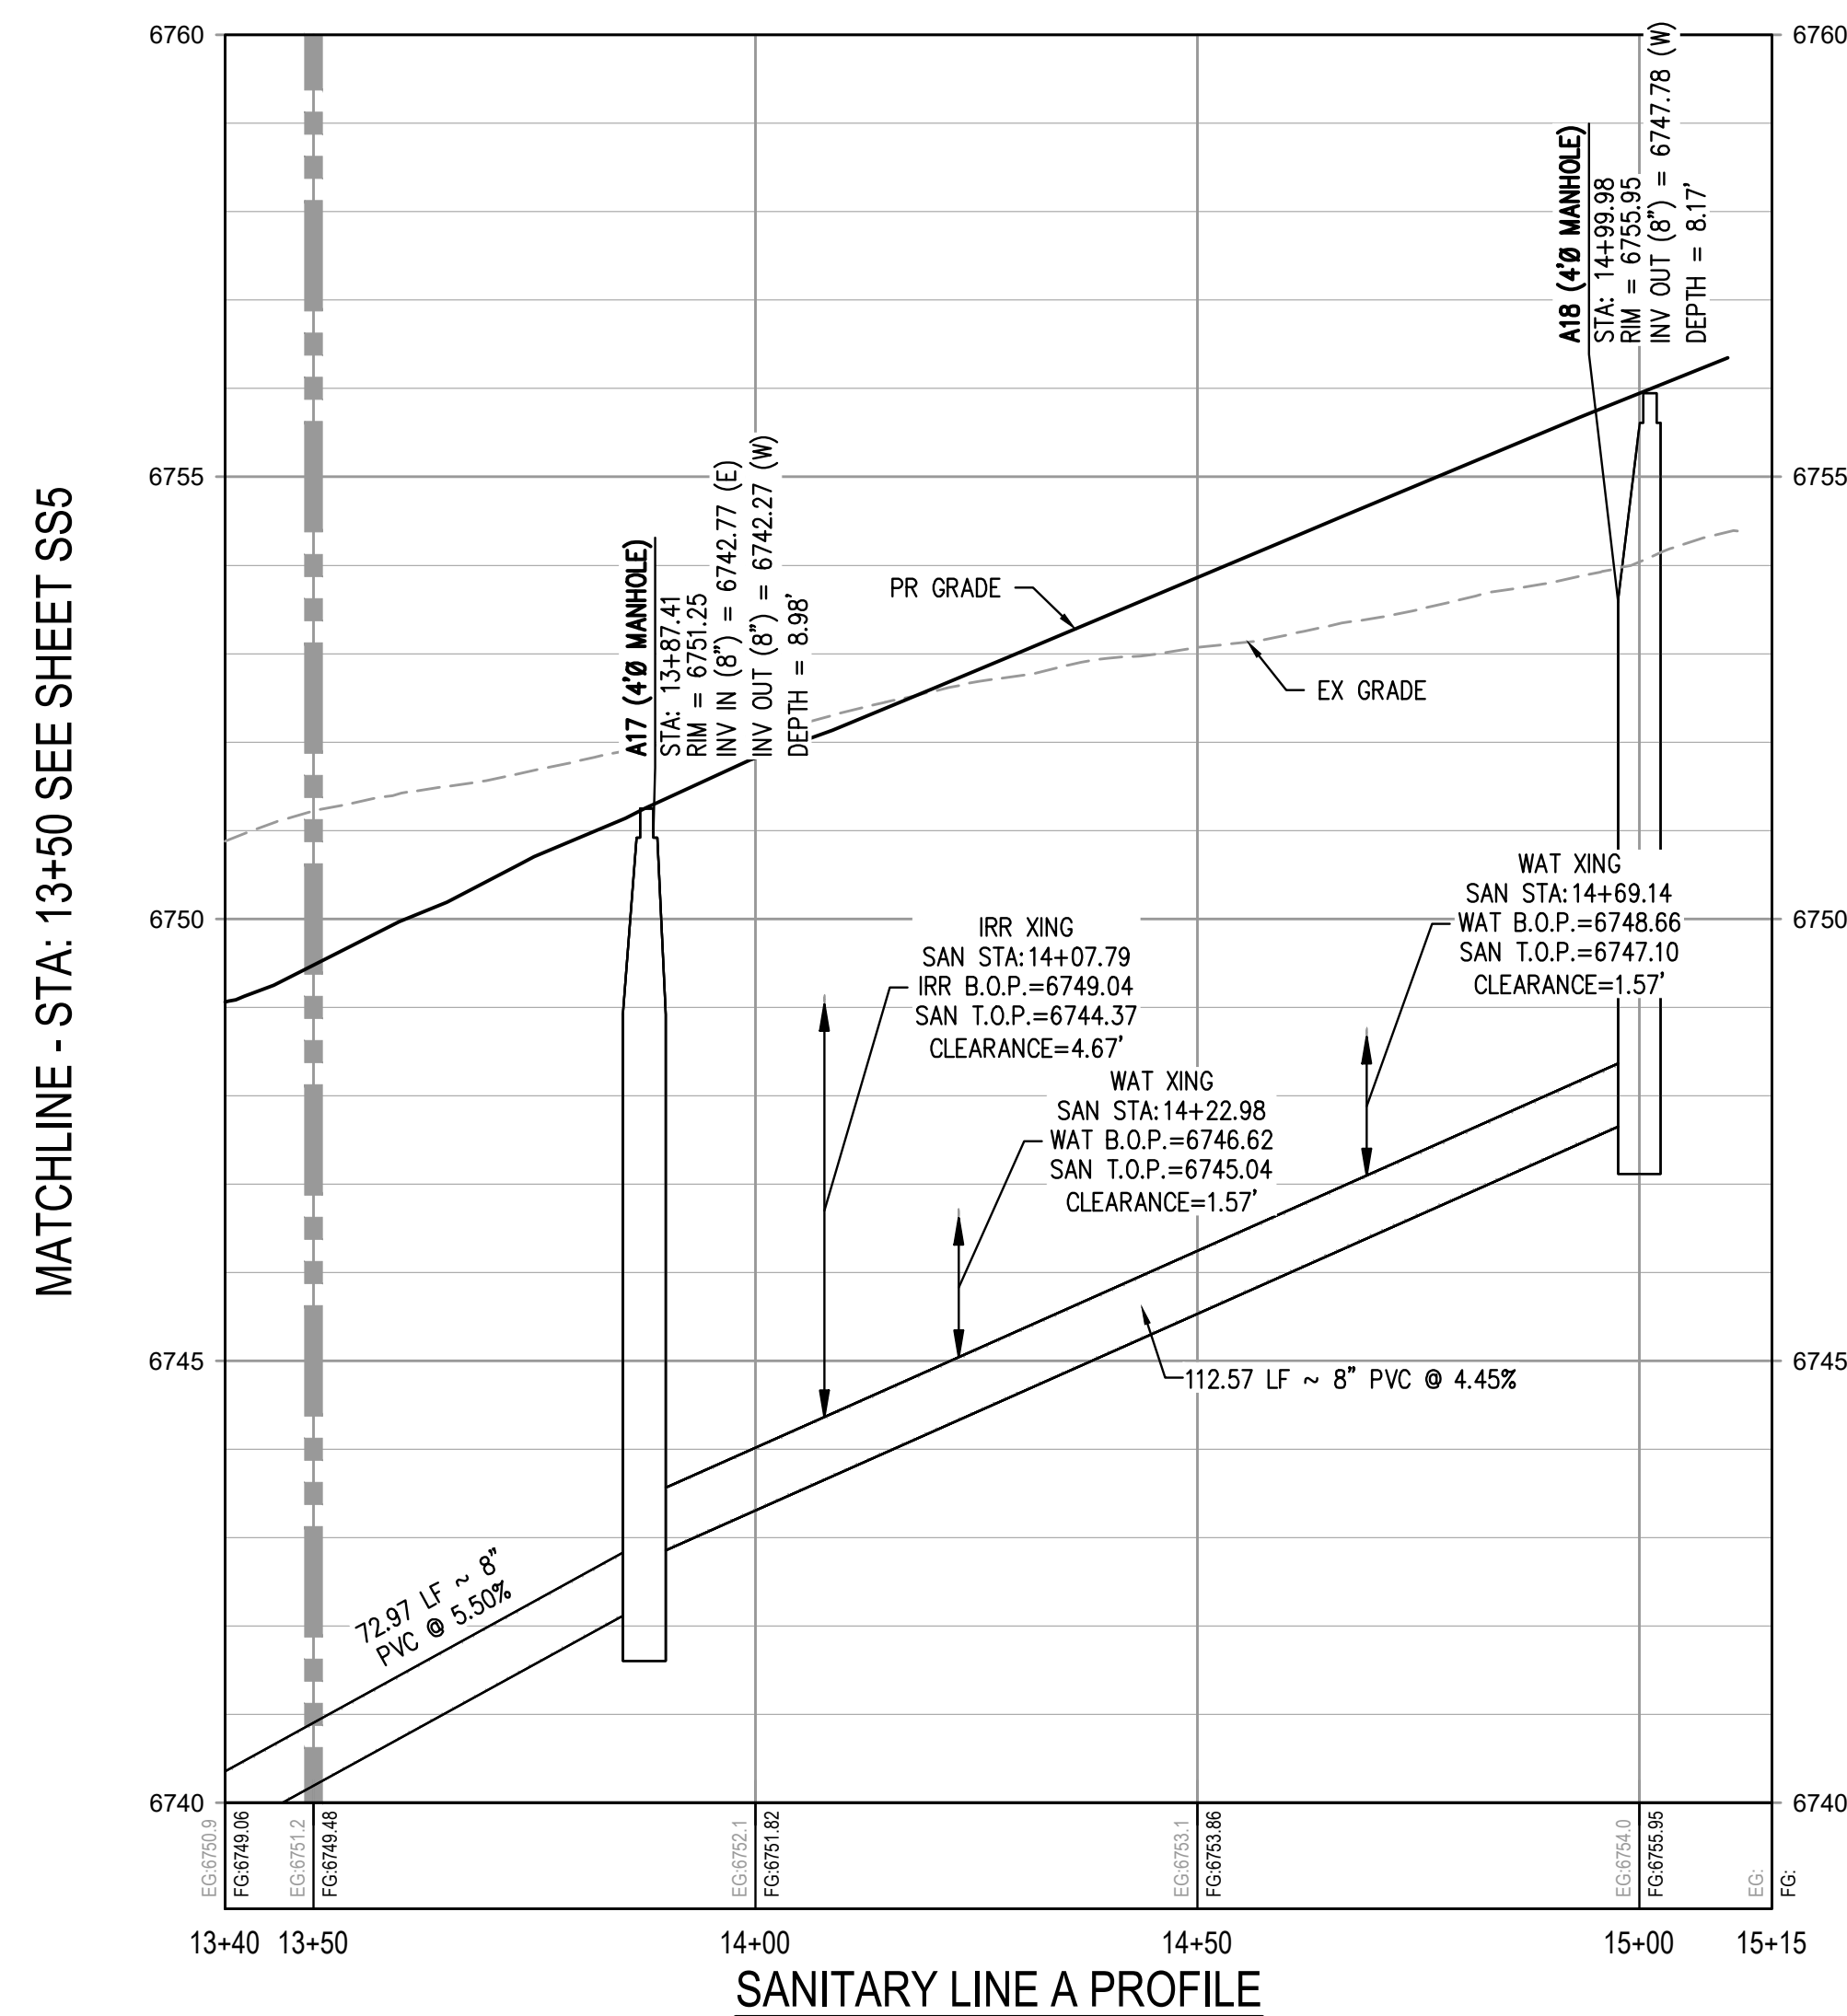 MATCHLINE - STA: 13+50 SEE SHEET SS5
6760
6755
6750
6745
6740
6760
6755
6750
6745
6740
A17 (4'Ø MANHOLE)
STA: 13+87.41
RIM = 6751.25
INV IN (8") = 6742.77 (E)
INV OUT (8") = 6742.27 (W)
DEPTH = 8.98'
A18 (4'Ø MANHOLE)
STA: 14+99.98
RIM = 6755.95
INV OUT (8") = 6747.78 (W)
DEPTH = 8.17'
PR GRADE
EX GRADE
IRR XING
SAN STA:14+07.79
IRR B.O.P.=6749.04
SAN T.O.P.=6744.37
CLEARANCE=4.67'
WAT XING
SAN STA:14+22.98
WAT B.O.P.=6746.62
SAN T.O.P.=6745.04
CLEARANCE=1.57'
WAT XING
SAN STA:14+69.14
WAT B.O.P.=6748.66
SAN T.O.P.=6747.10
CLEARANCE=1.57'
112.57 LF ~ 8" PVC @ 4.45%
72.97 LF ~ 8"
PVC @ 5.50%
EG:6750.9
FG:6749.06
EG:6751.2
FG:6749.48
EG:6752.1
FG:6751.82
EG:6753.1
FG:6753.86
EG:6754.0
FG:6755.95
EG:
FG:
13+40 13+50 14+00 14+50 15+00 15+15
SANITARY LINE A PROFILE